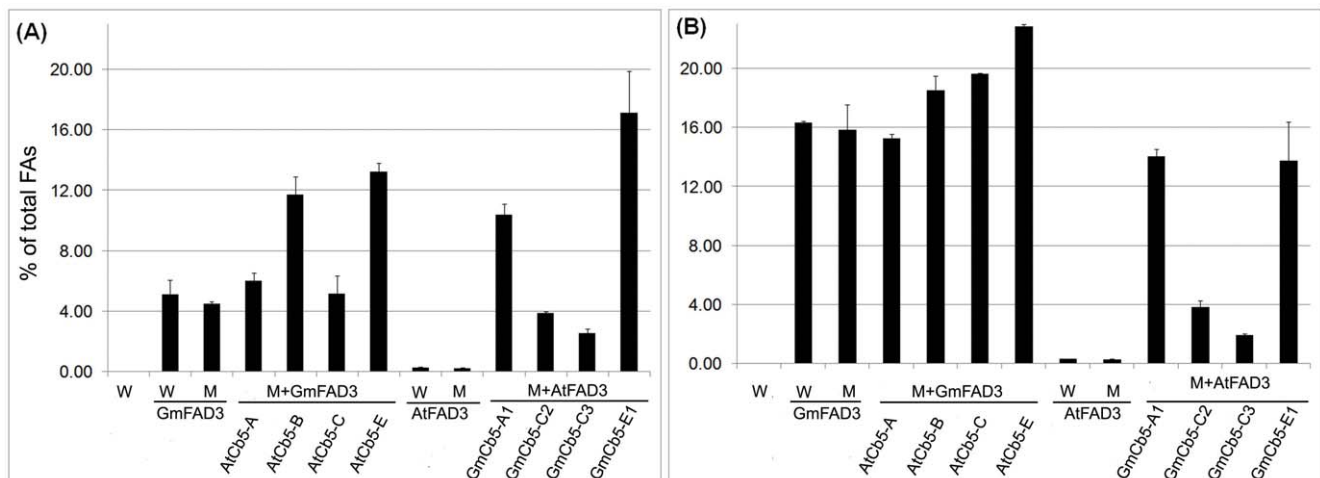 (A)
% of total FAs
20.00
16.00
12.00
8.00
4.00
0.00
W W M M+GmFAD3 W M M+AtFAD3
GmFAD3 AtFAD3
AtCb5-A AtCb5-B AtCb5-C AtCb5-E GmCb5-A1 GmCb5-C2 GmCb5-C3 GmCb5-E1
(B)
20.00
16.00
12.00
8.00
4.00
0.00
W W M M+GmFAD3 W M M+AtFAD3
GmFAD3 AtFAD3
AtCb5-A AtCb5-B AtCb5-C AtCb5-E GmCb5-A1 GmCb5-C2 GmCb5-C3 GmCb5-E1